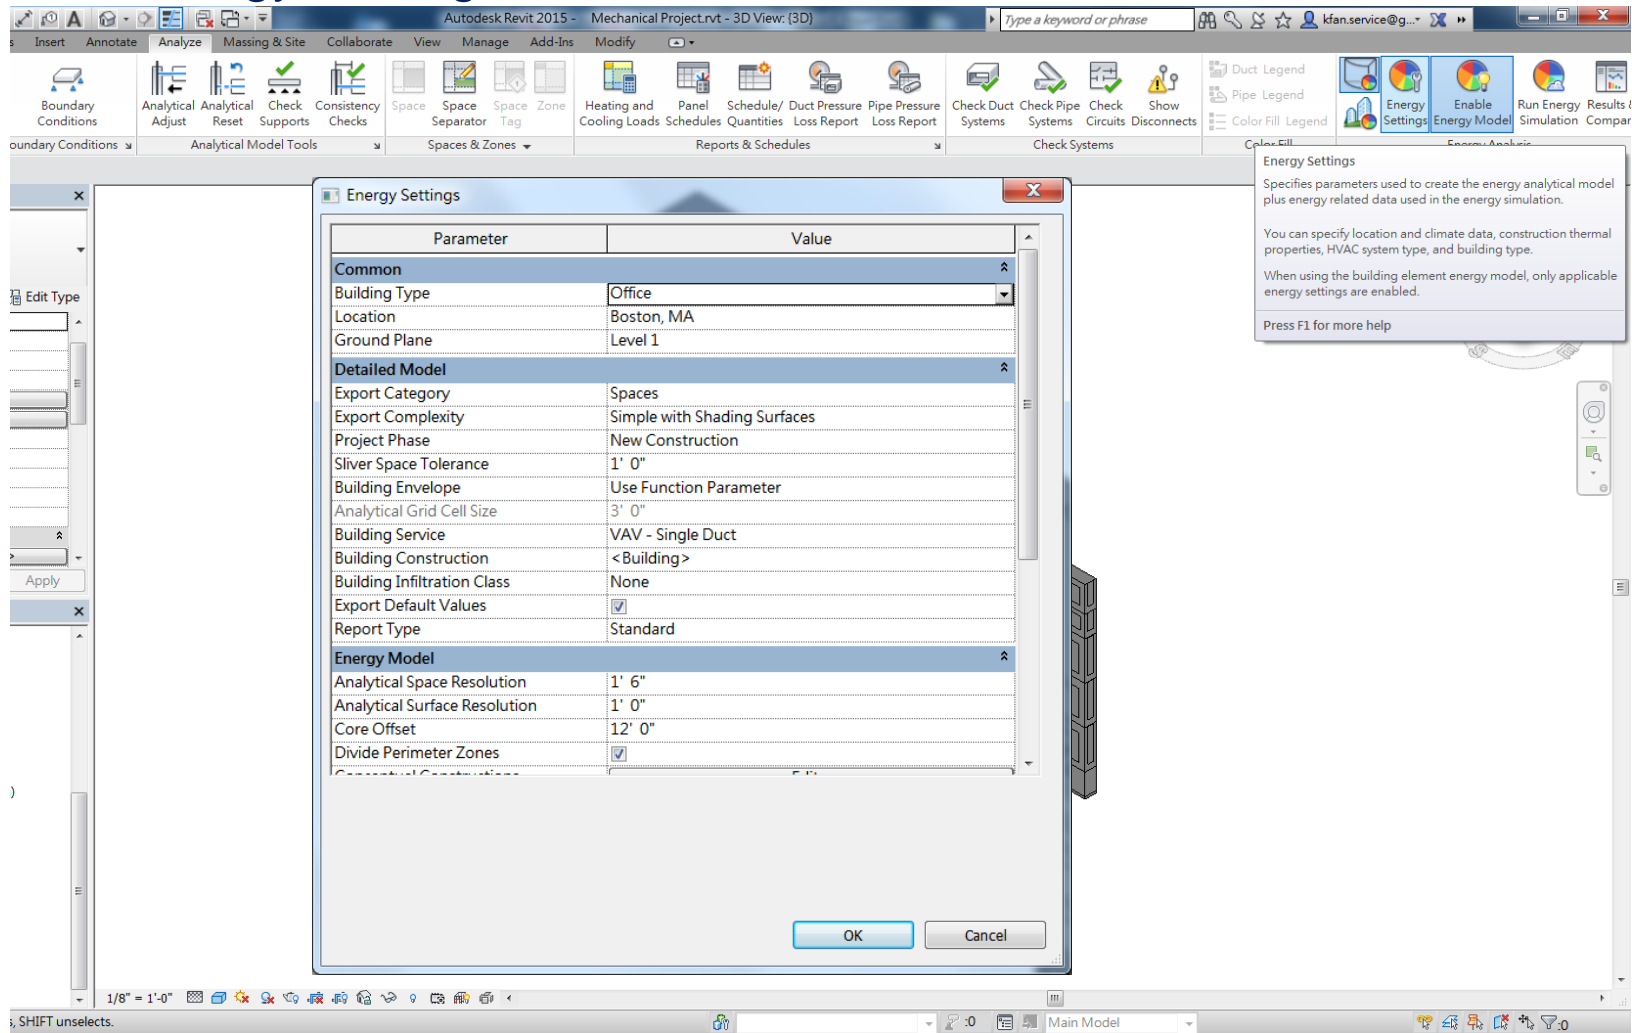 Autodesk Revit 2015 -    Mechanical Project.rvt - 3D View: {3D}
Type a keyword or phrase
kfan.service@g...
Insert Annotate Analyze Massing & Site Collaborate View Manage Add-Ins Modify
Boundary Conditions
Analytical Adjust
Analytical Reset
Check Supports
Consistency Checks
Space
Space Separator
Space Tag
Zone
Heating and Cooling Loads
Panel Schedules
Schedule/ Quantities
Duct Pressure Loss Report
Pipe Pressure Loss Report
Check Duct Systems
Check Pipe Systems
Check Circuits
Show Disconnects
Duct Legend
Pipe Legend
Color Fill Legend
Energy Settings
Enable Energy Model
Run Energy Simulation
Results
Compar
oundary Conditions
Analytical Model Tools
Spaces & Zones
Reports & Schedules
Check Systems
Energy Settings
Specifies parameters used to create the energy analytical model
plus energy related data used in the energy simulation.
You can specify location and climate data, construction thermal
properties, HVAC system type, and building type.
When using the building element energy model, only applicable
energy settings are enabled.
Press F1 for more help
Edit Type
Apply
Energy Settings
Parameter Value
Common
Building Type Office
Location Boston, MA
Ground Plane Level 1
Detailed Model
Export Category Spaces
Export Complexity Simple with Shading Surfaces
Project Phase New Construction
Sliver Space Tolerance 1' 0"
Building Envelope Use Function Parameter
Analytical Grid Cell Size 3' 0"
Building Service VAV - Single Duct
Building Construction <Building>
Building Infiltration Class None
Export Default Values
Report Type Standard
Energy Model
Analytical Space Resolution 1' 6"
Analytical Surface Resolution 1' 0"
Core Offset 12' 0"
Divide Perimeter Zones
OK Cancel
1/8" = 1'-0"
, SHIFT unselects.
:0
Main Model
:0